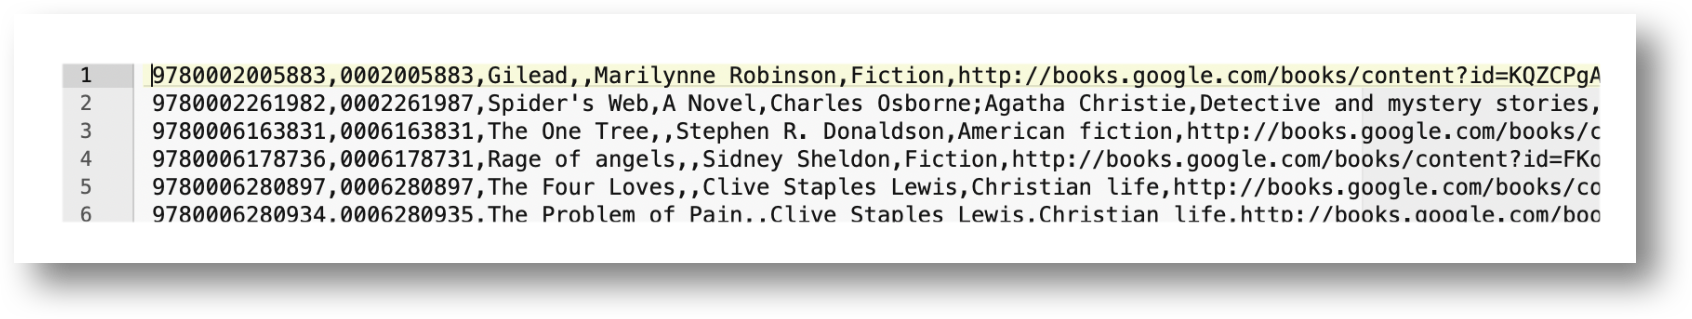 1 9780002005883,0002005883,Gilead,,Marilynne Robinson,Fiction,http://books.google.com/books/content?id=KQZCPgA
2 9780002261982,0002261987,Spider's Web,A Novel,Charles Osborne;Agatha Christie,Detective and mystery stories,
3 9780006163831,0006163831,The One Tree,,Stephen R. Donaldson,American fiction,http://books.google.com/books/c
4 9780006178736,0006178731,Rage of angels,,Sidney Sheldon,Fiction,http://books.google.com/books/content?id=FKo
5 9780006280897,0006280897,The Four Loves,,Clive Staples Lewis,Christian life,http://books.google.com/books/co
6 9780006280934,0006280935,The Problem of Pain,,Clive Staples Lewis,Christian life,http://books.google.com/boo